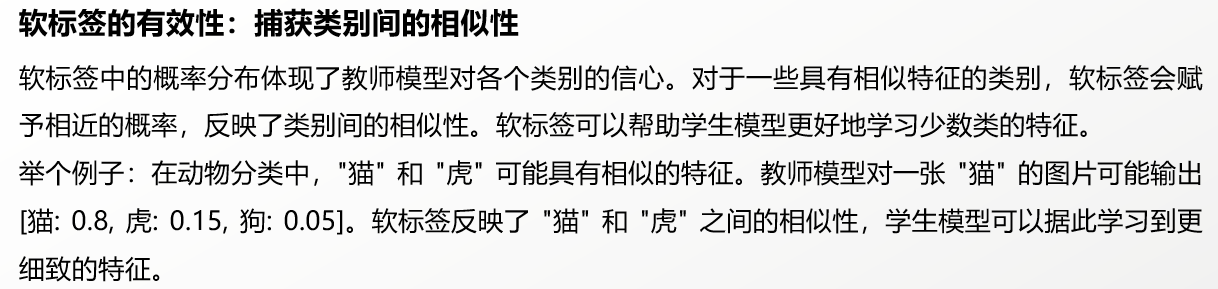 软标签的有效性：捕获类别间的相似性
软标签中的概率分布体现了教师模型对各个类别的信心。对于一些具有相似特征的类别，软标签会赋
予相近的概率，反映了类别间的相似性。软标签可以帮助学生模型更好地学习少数类的特征。
举个例子：在动物分类中，"猫" 和 "虎" 可能具有相似的特征。教师模型对一张 "猫" 的图片可能输出
[猫: 0.8, 虎: 0.15, 狗: 0.05]。软标签反映了 "猫" 和 "虎" 之间的相似性，学生模型可以据此学习到更
细致的特征。